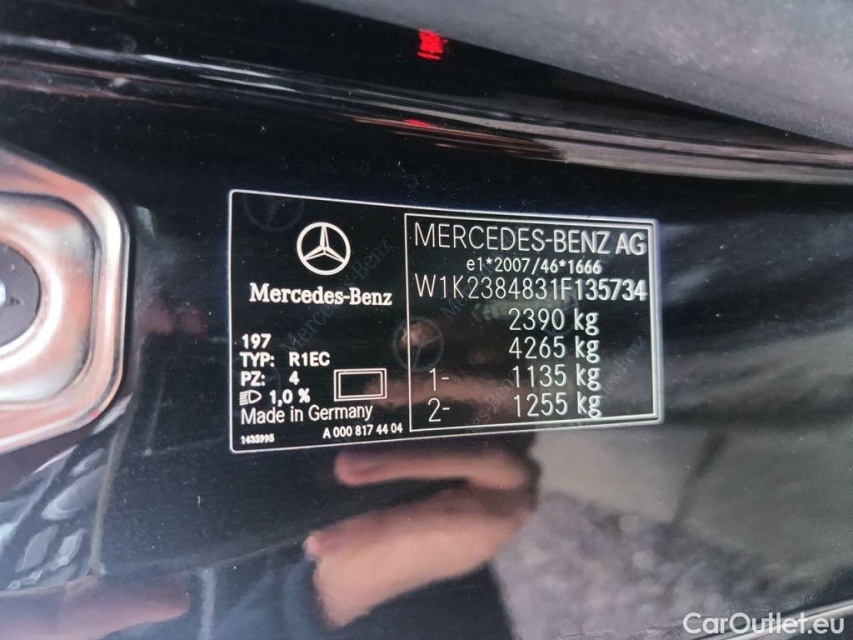 Mercedes-Benz
197
TYP: R1EC
PZ: 4
1,0 %
Made in Germany
1435995
A 000 817 44 04
MERCEDES-BENZ AG
e1*2007/46*1666
W1K2384831F135734
2390 kg
4265 kg
1- 1135 kg
2- 1255 kg
CarOutlet.eu